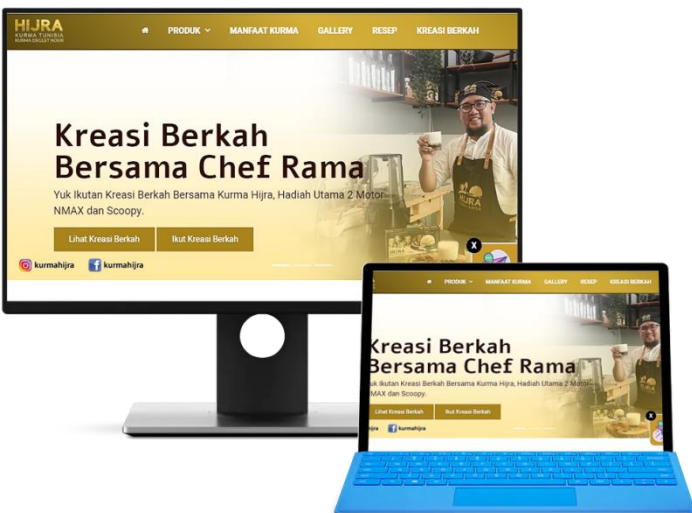 HIJRA
KURMA TUNISIA
KURMA DEGLET NOUR
PRODUK
MANFAAT KURMA
GALLERY
RESEP
KREASI BERKAH
Kreasi Berkah
Bersama Chef Rama
Yuk Ikutan Kreasi Berkah Bersama Kurma Hijra, Hadiah Utama 2 Motor
NMAX dan Scoopy.
Lihat Kreasi Berkah
Ikut Kreasi Berkah
kurmahijra
kurmahijra
X
HIJRA
PRODUK
MANFAAT KURMA
GALLERY
RESEP
KREASI BERKAH
Kreasi Berkah
Bersama Chef Rama
uk Ikutan Kreasi Berkah Bersama Kurma Hijra, Hadiah Utama 2 Motor
NMAX dan Scoopy.
Lihat Kreasi Berkah
Ikut Kreasi Berkah
hijra
kurmahijra
X